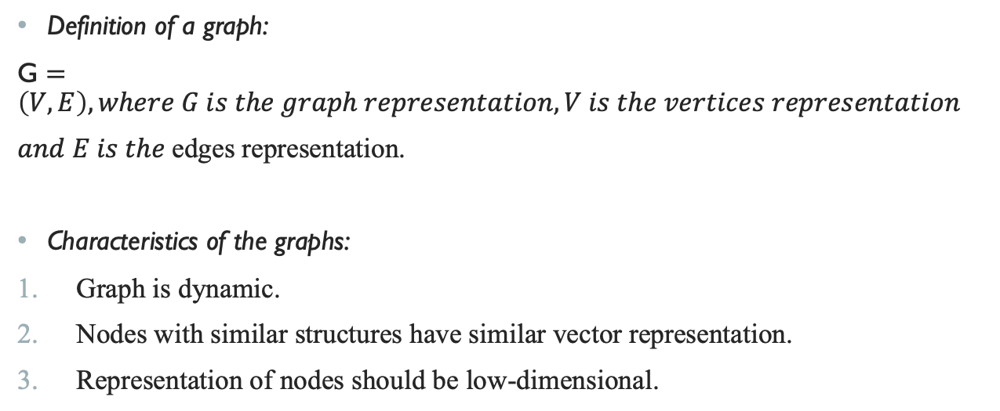 • Definition of a graph:
G =
(V, E), where G is the graph representation, V is the vertices representation
and E is the edges representation.
• Characteristics of the graphs:
1. Graph is dynamic.
2. Nodes with similar structures have similar vector representation.
3. Representation of nodes should be low-dimensional.